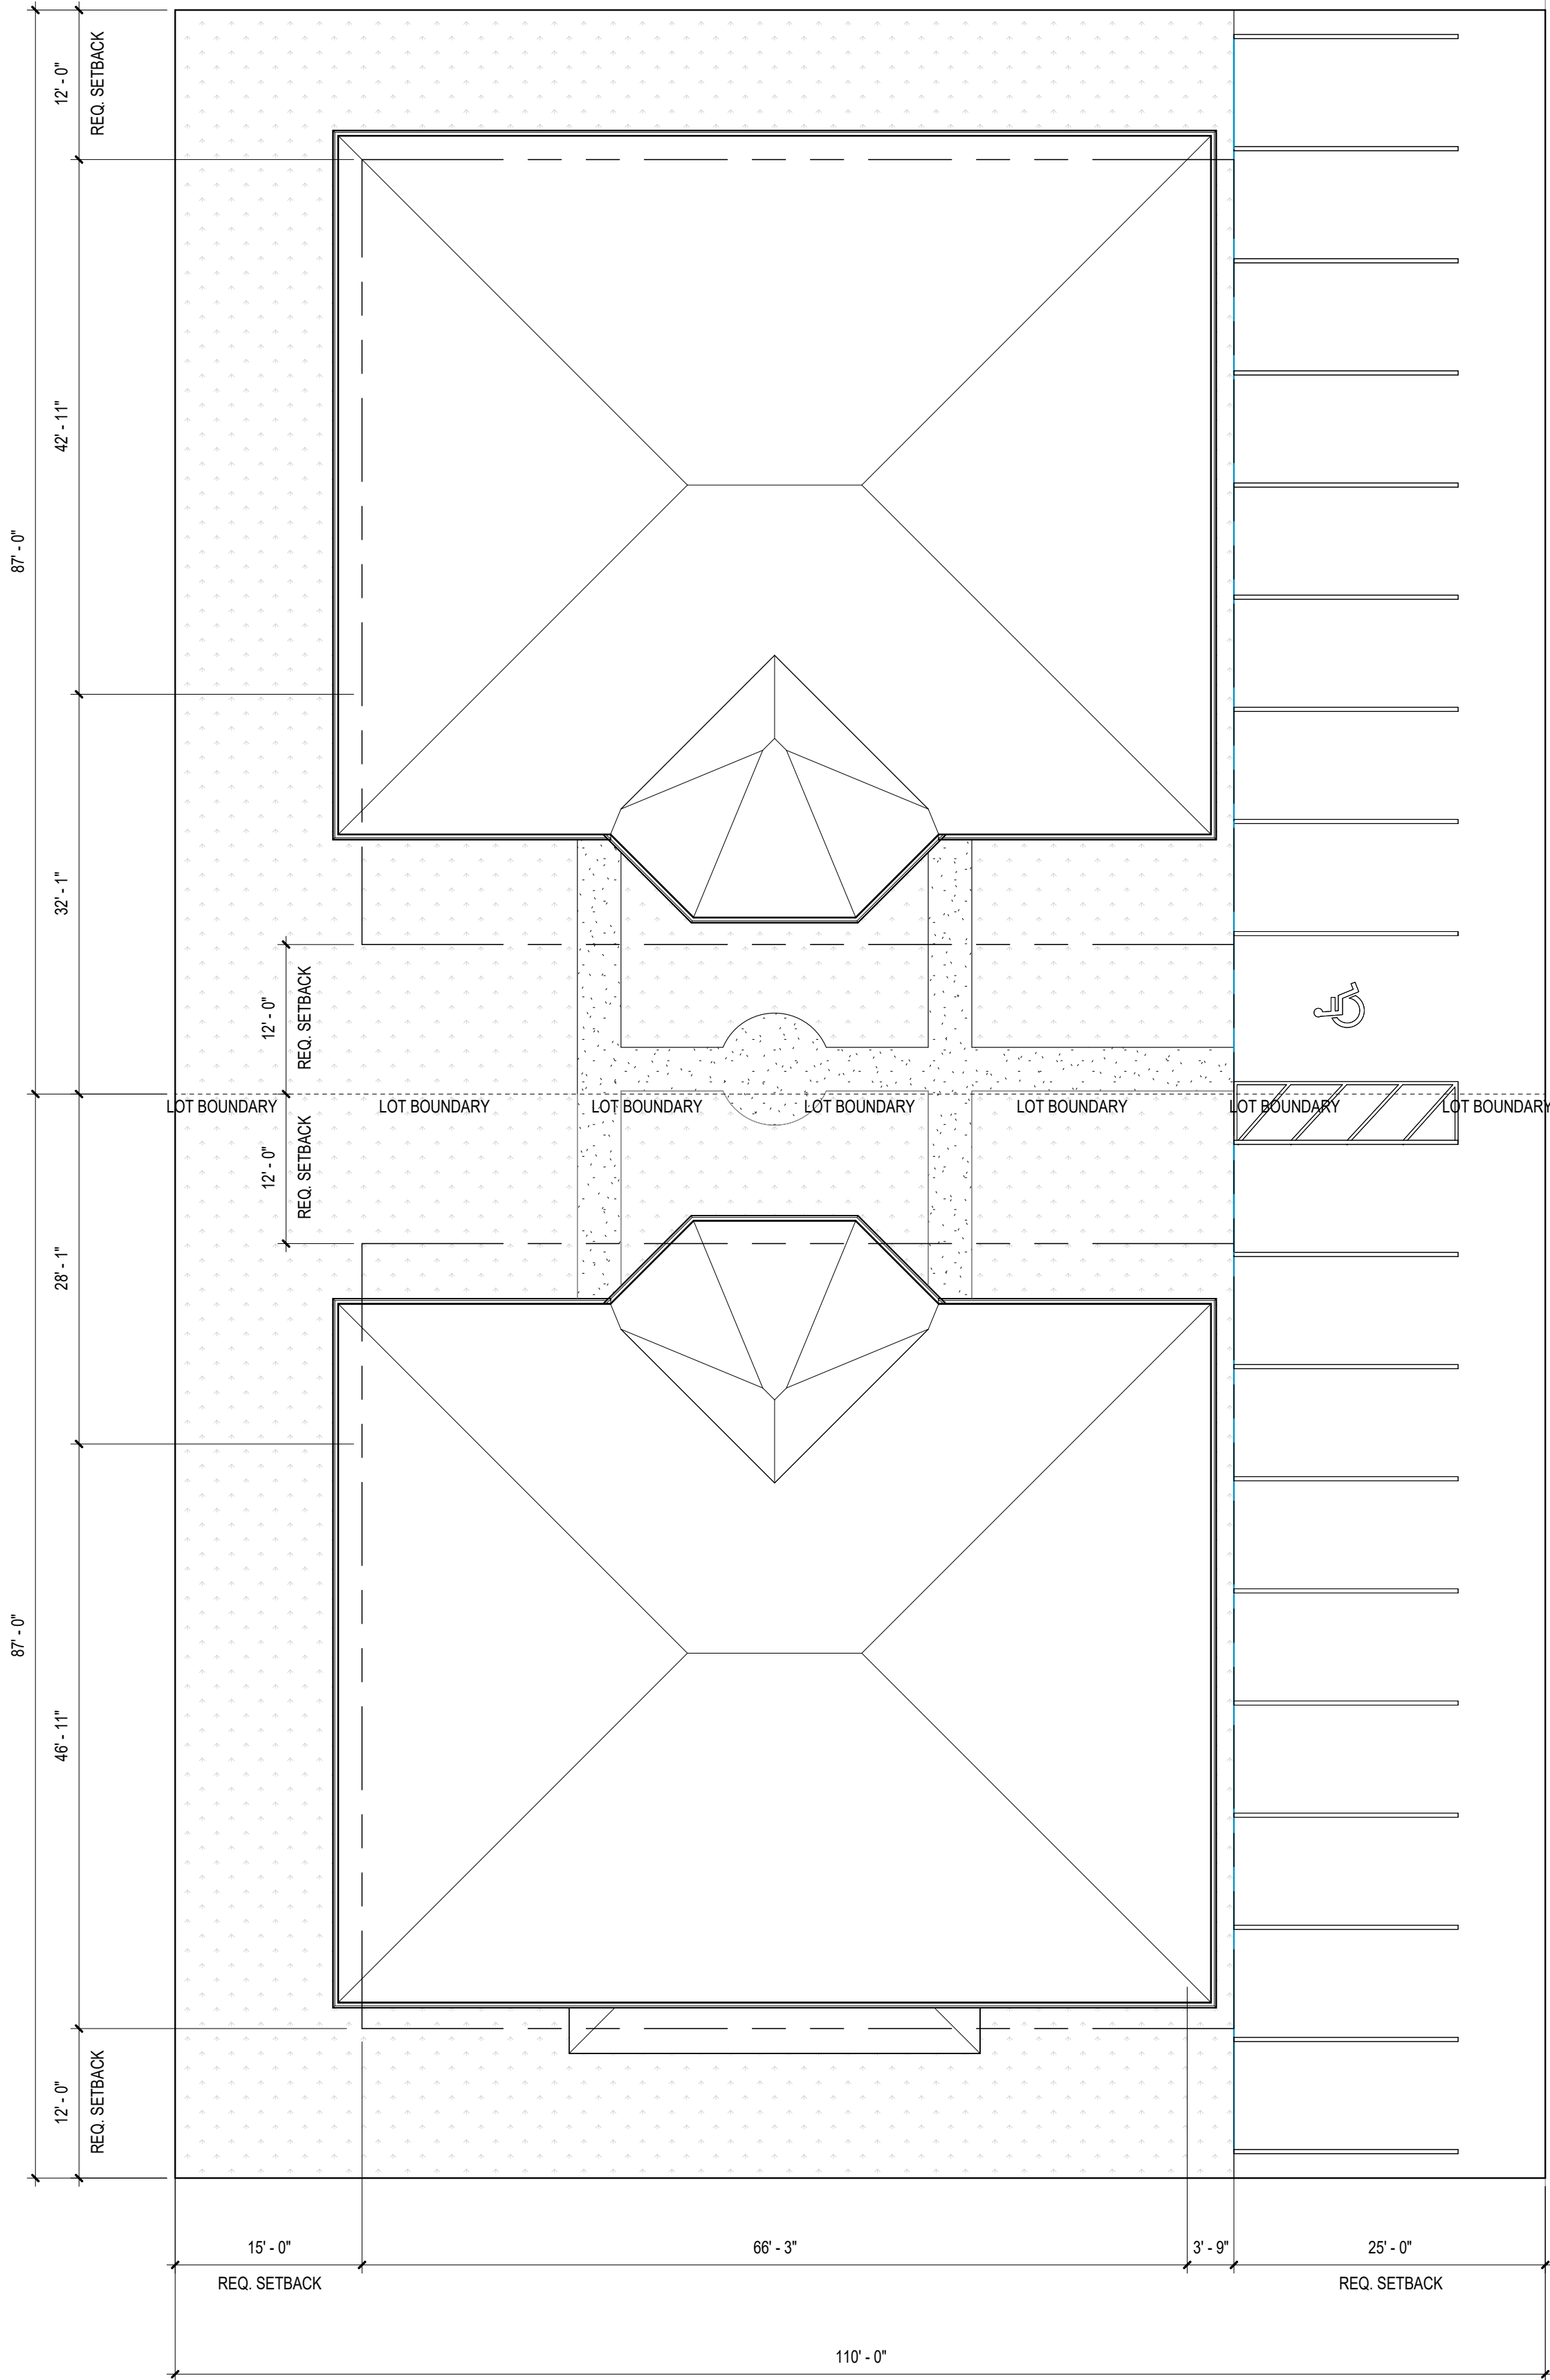 12' - 0"
REQ. SETBACK
42' - 11"
87' - 0"
32' - 1"
12' - 0"
REQ. SETBACK
LOT BOUNDARY LOT BOUNDARY LOT BOUNDARY LOT BOUNDARY LOT BOUNDARY LOT BOUNDARY LOT BOUNDARY
12' - 0"
REQ. SETBACK
28' - 1"
87' - 0"
46' - 11"
12' - 0"
REQ. SETBACK
15' - 0" 66' - 3" 3' - 9" 25' - 0"
REQ. SETBACK REQ. SETBACK
110' - 0"